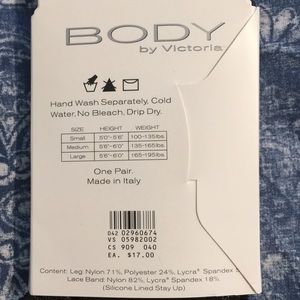 BODY
by Victoria
Hand Wash Separately, Cold
Water. No Bleach, Drip Dry.
SIZE HEIGHT WEIGHT
Small 5'0"-5'6" 100-135lbs.
Medium 5'6"-6'0" 135-165lbs.
Large 5'6"-6'0" 165-195lbs.
One Pair.
Made in Italy
042 02960674
VS 05982002
CS 909 040
EA. $17.00
Content: Leg: Nylon 71%, Polyester 24%, Lycra® Spandex
Lace Band: Nylon 82%, Lycra® Spandex 18%.
(Silicone Lined Stay Up)